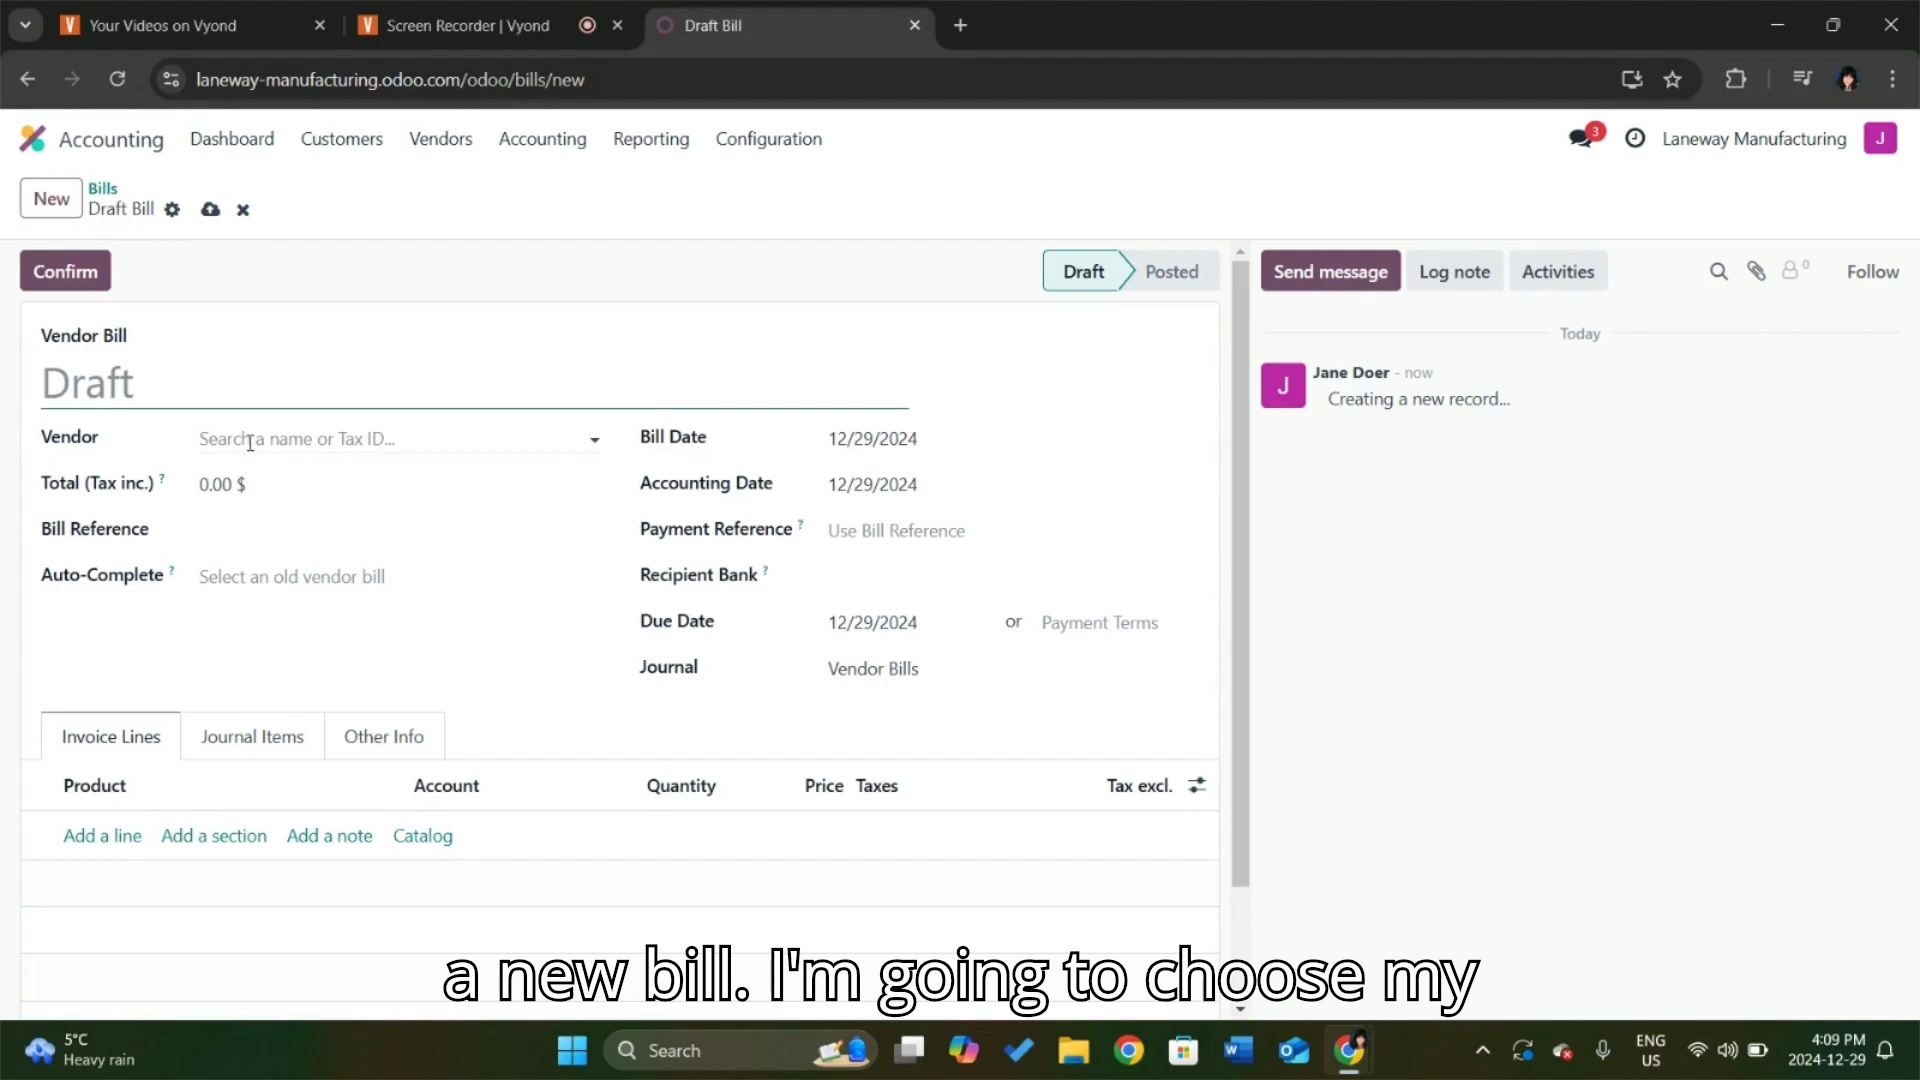 Your Videos on Vyond
Screen Recorder | Vyond
Draft Bill
laneway-manufacturing.odoo.com/odoo/bills/new
Accounting Dashboard Customers Vendors Accounting Reporting Configuration
3
Laneway Manufacturing
J
New
Bills
Draft Bill
Confirm
Draft Posted
Send message Log note Activities
0
Follow
Vendor Bill
Draft
Vendor Search a name or Tax ID...
Total (Tax inc.) ? 0.00 $
Bill Reference
Auto-Complete ? Select an old vendor bill
Bill Date 12/29/2024
Accounting Date 12/29/2024
Payment Reference ? Use Bill Reference
Recipient Bank ?
Due Date 12/29/2024 or Payment Terms
Journal Vendor Bills
Today
J
Jane Doer - now
Creating a new record...
Invoice Lines Journal Items Other Info
Product Account Quantity Price Taxes Tax excl.
Add a line Add a section Add a note Catalog
a new bill. I'm going to choose my
5°C
Heavy rain
Search
ENG
US
4:09 PM
2024-12-29